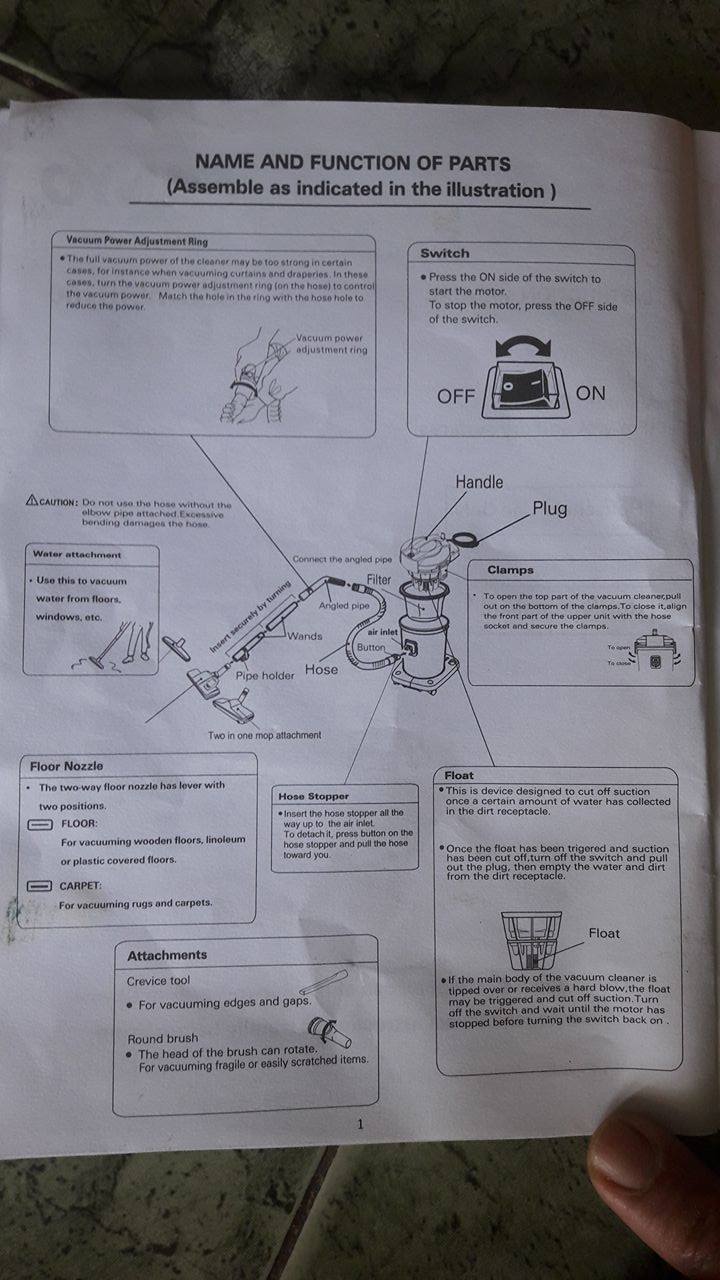 NAME AND FUNCTION OF PARTS
(Assemble as indicated in the illustration )
Vacuum Power Adjustment Ring
• The full vacuum power of the cleaner may be too strong in certain
cases, for instance when vacuuming curtains and draperies. In these
cases, turn the vacuum power adjustment ring (on the hose) to control
the vacuum power. Match the hole in the ring with the hose hole to
reduce the power.
Vacuum power
adjustment ring
Switch
• Press the ON side of the switch to
start the motor.
To stop the motor, press the OFF side
of the switch.
OFF
ON
⚠CAUTION: Do not use the hose without the
elbow pipe attached.Excessive
bending damages the hose.
Handle
Plug
Water attachment
• Use this to vacuum
water from floors,
windows, etc.
Connect the angled pipe
Filter
Angled pipe
Insert securely by turning
Wands
air inlet
Button
Hose
Pipe holder
Two in one mop attachment
Clamps
• To open the top part of the vacuum cleaner,pull
out on the bottom of the clamps.To close it,align
the front part of the upper unit with the hose
socket and secure the clamps.
To open
To close
Floor Nozzle
• The two-way floor nozzle has lever with
two positions.
FLOOR:
For vacuuming wooden floors, linoleum
or plastic covered floors.
CARPET:
For vacuuming rugs and carpets.
Hose Stopper
• Insert the hose stopper all the
way up to the air inlet.
To detach it, press button on the
hose stopper and pull the hose
toward you.
Float
• This is device designed to cut off suction
once a certain amount of water has collected
in the dirt receptacle.
• Once the float has been trigered and suction
has been cut off,turn off the switch and pull
out the plug, then empty the water and dirt
from the dirt receptacle.
Float
• If the main body of the vacuum cleaner is
tipped over or receives a hard blow,the float
may be triggered and cut off suction.Turn
off the switch and wait until the motor has
stopped before turning the switch back on .
Attachments
Crevice tool
• For vacuuming edges and gaps.
Round brush
• The head of the brush can rotate.
For vacuuming fragile or easily scratched items.
1